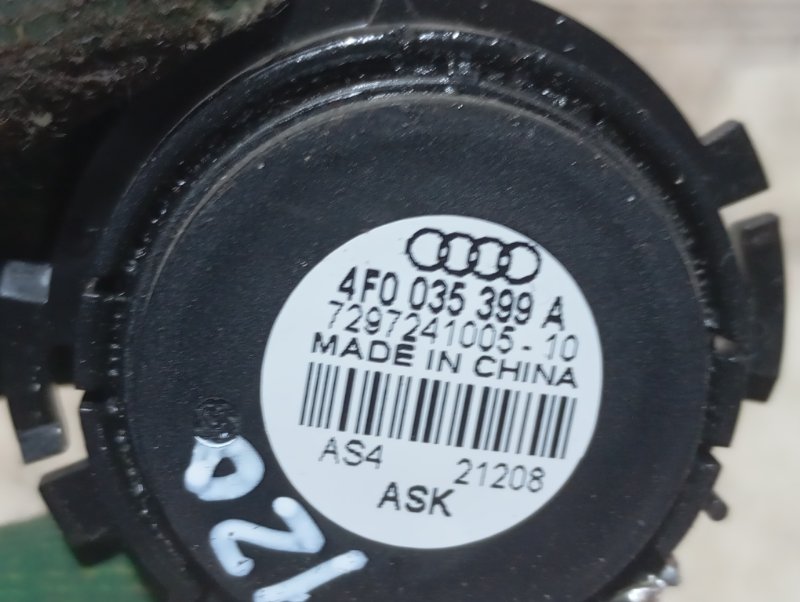 4F0 035 399 A
7297241005-10
MADE IN CHINA
AS4 21208
ASK